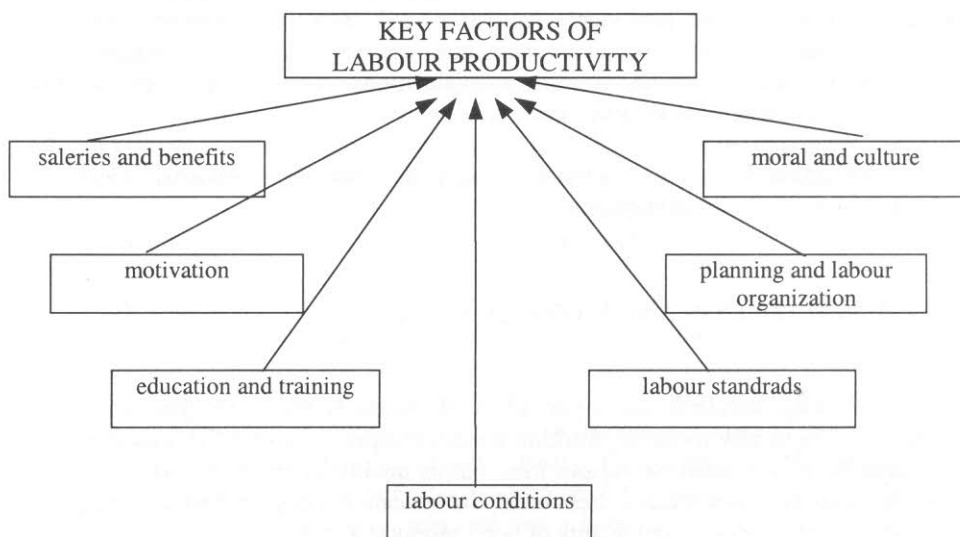 KEY FACTORS OF
LABOUR PRODUCTIVITY
saleries and benefits
moral and culture
motivation
planning and labour
organization
education and training
labour standrads
labour conditions